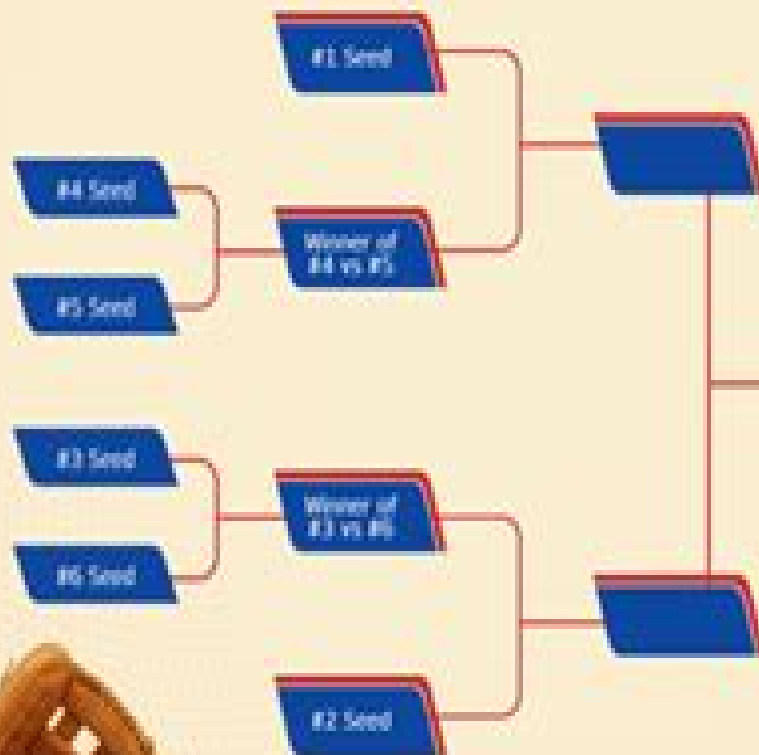 #1 Seed
#4 Seed
Winner of
#4 vs #5
#5 Seed
#3 Seed
Winner of
#3 vs #6
#6 Seed
#2 Seed